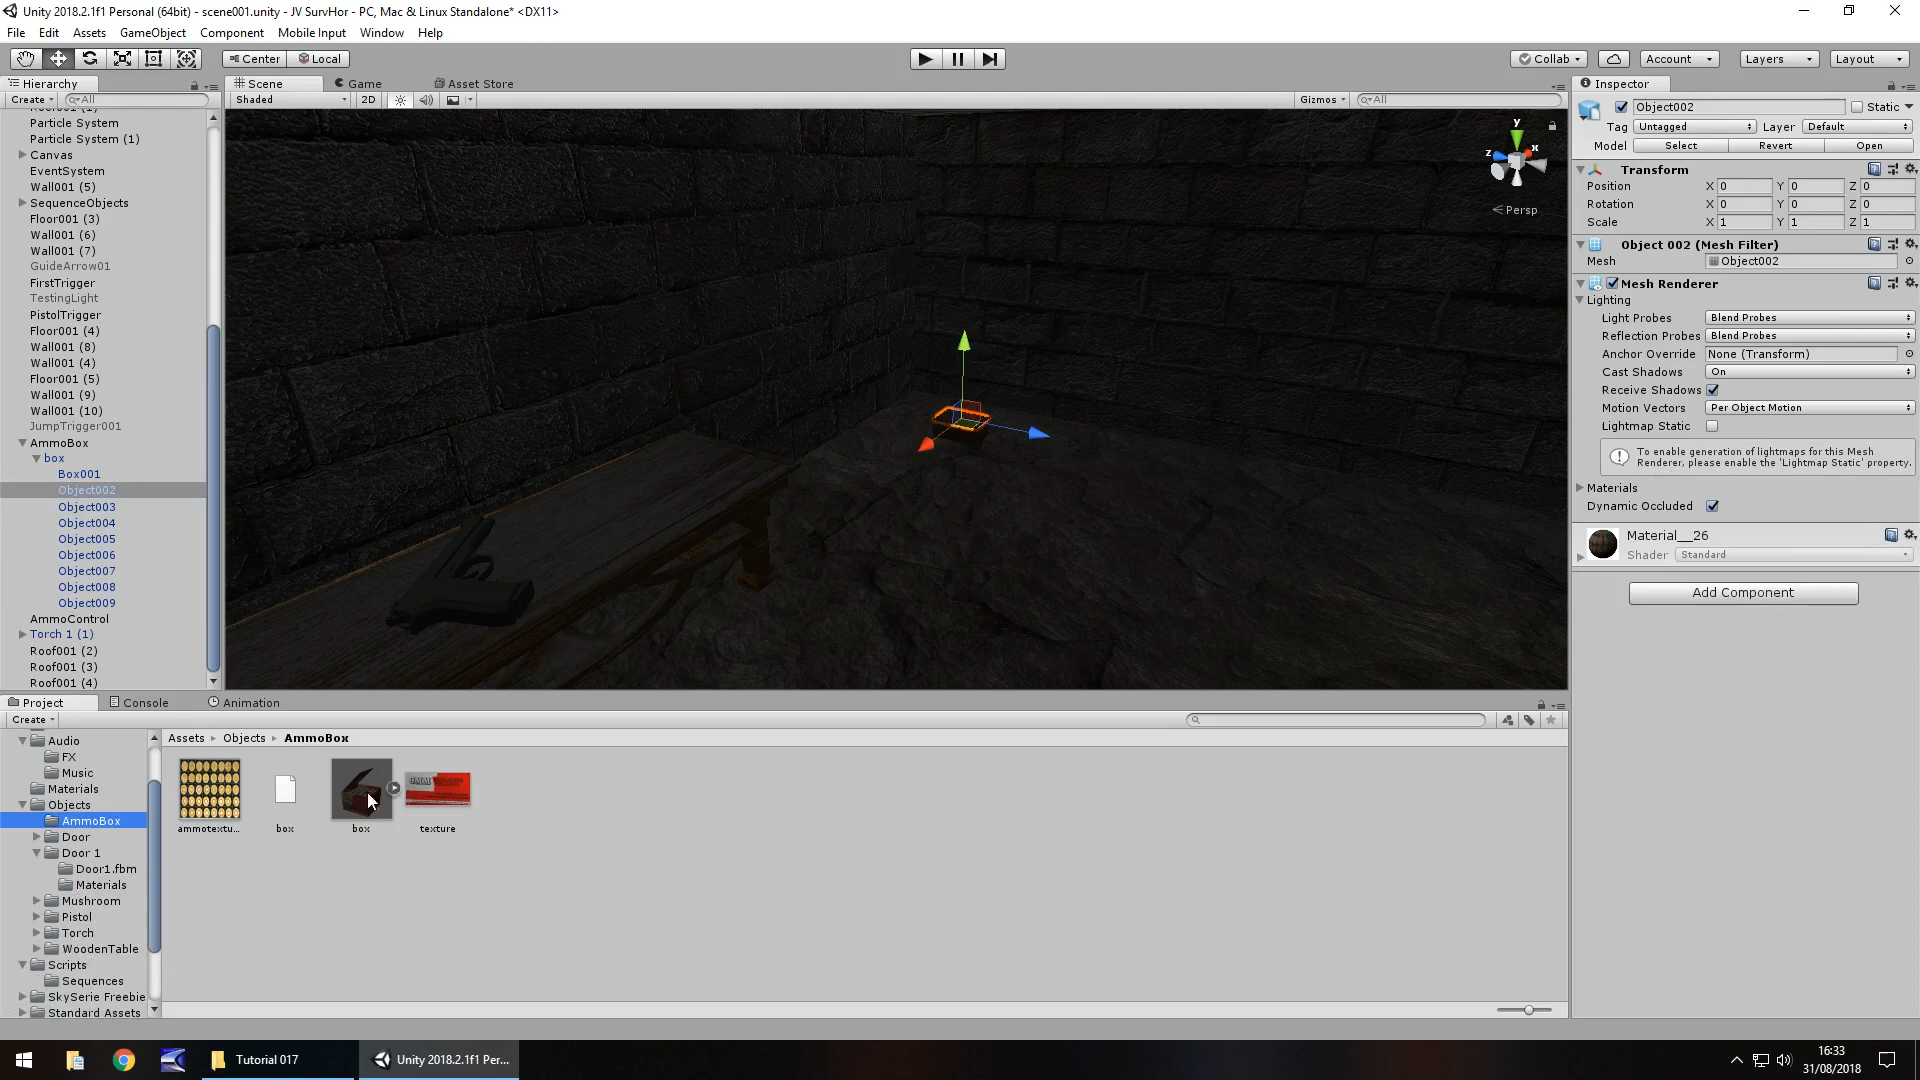 Unity 2018.2.1f1 Personal (64bit) - scene001.unity - JV SurvHor - PC, Mac & Linux Standalone* <DX11>
File Edit Assets GameObject Component Mobile Input Window Help
Center Local Collab Account Layers Layout
Hierarchy
Create All
Particle System
Particle System (1)
Canvas
EventSystem
Wall001 (5)
SequenceObjects
Floor001 (3)
Wall001 (6)
Wall001 (7)
GuideArrow01
FirstTrigger
TestingLight
PistolTrigger
Floor001 (4)
Wall001 (8)
Wall001 (4)
Floor001 (5)
Wall001 (9)
Wall001 (10)
JumpTrigger001
AmmoBox
box
Box001
Object002
Object003
Object004
Object005
Object006
Object007
Object008
Object009
AmmoControl
Torch 1 (1)
Roof001 (2)
Roof001 (3)
Roof001 (4)
Scene Game Asset Store
Shaded 2D Gizmos All
y
z x
Persp
Inspector
Object002 Static
Tag Untagged Layer Default
Model Select Revert Open
Transform
Position X 0 Y 0 Z 0
Rotation X 0 Y 0 Z 0
Scale X 1 Y 1 Z 1
Object 002 (Mesh Filter)
Mesh Object002
Mesh Renderer
Lighting
Light Probes Blend Probes
Reflection Probes Blend Probes
Anchor Override None (Transform)
Cast Shadows On
Receive Shadows
Motion Vectors Per Object Motion
Lightmap Static
To enable generation of lightmaps for this Mesh
Renderer, please enable the 'Lightmap Static' property.
Materials
Dynamic Occluded
Material__26
Shader Standard
Add Component
Project Console Animation
Create
Audio
FX
Music
Materials
Objects
AmmoBox
Door
Door 1
Door1.fbm
Materials
Mushroom
Pistol
Torch
WoodenTable
Scripts
Sequences
SkySerie Freebie
Standard Assets
Assets Objects AmmoBox
ammotextu... box box texture
Tutorial 017
Unity 2018.2.1f1 Per...
16:33
31/08/2018